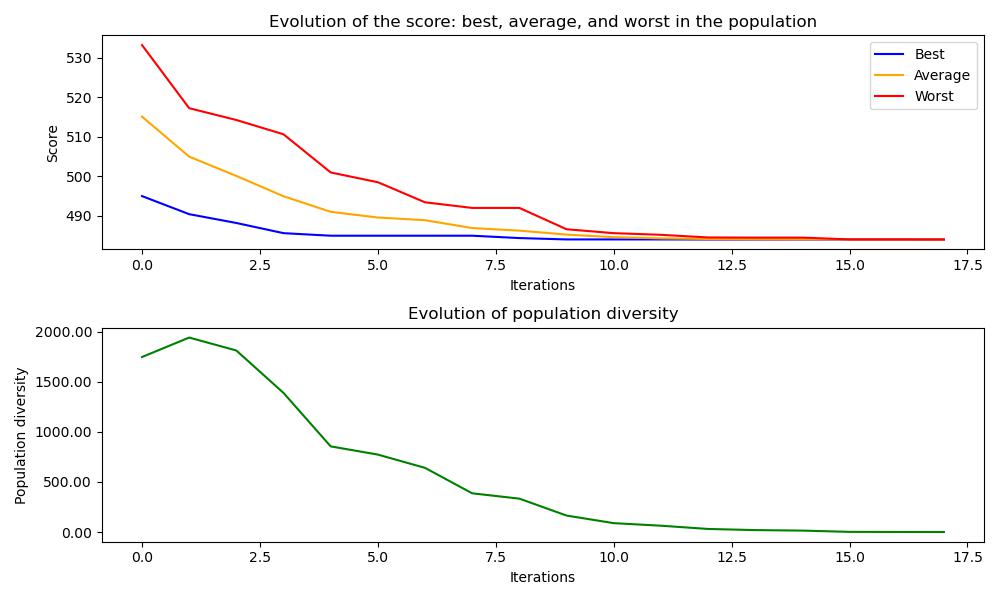 Evolution of the score: best, average, and worst in the population
Score
530
520
510
500
490
Best
Average
Worst
0.0 2.5 5.0 7.5 10.0 12.5 15.0 17.5
Iterations
Evolution of population diversity
Population diversity
2000.00
1500.00
1000.00
500.00
0.00
0.0 2.5 5.0 7.5 10.0 12.5 15.0 17.5
Iterations